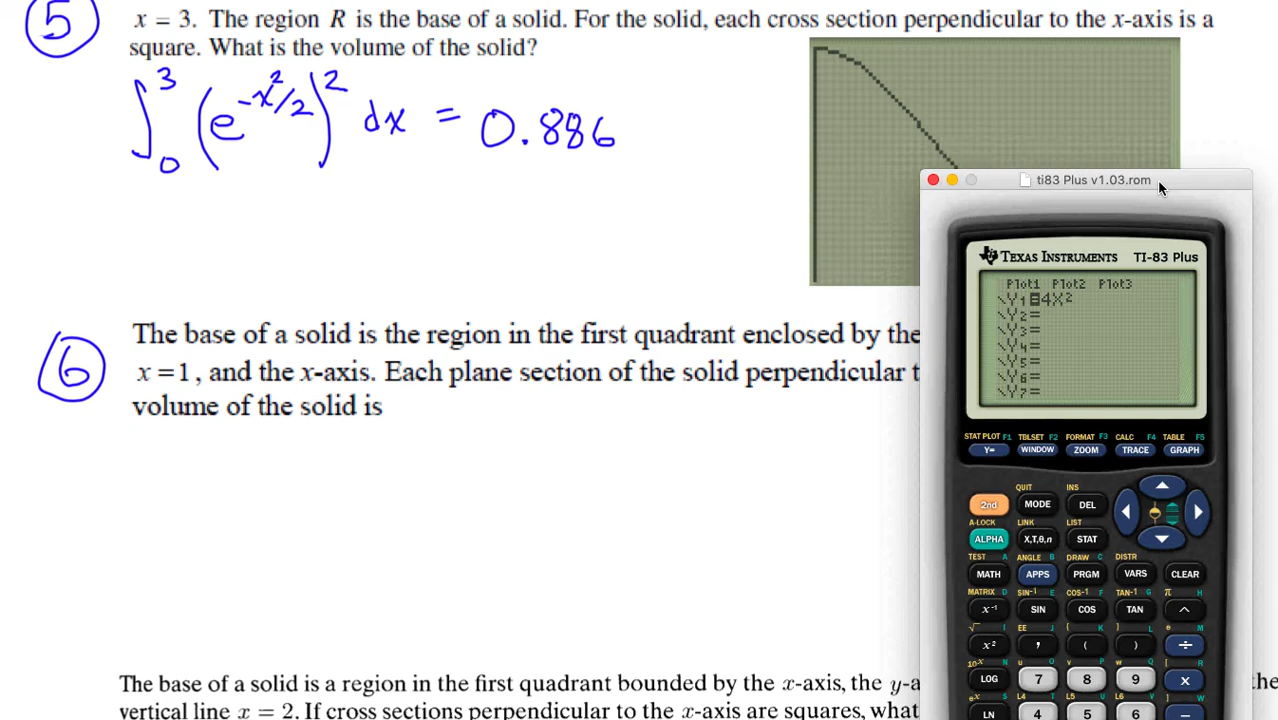 5 x = 3. The region R is the base of a solid. For the solid, each cross section perpendicular to the x-axis is a
square. What is the volume of the solid?
∫₀³ (e^(-x²/2))² dx = 0.886
ti83 Plus v1.03.rom
TEXAS INSTRUMENTS TI-83 Plus
Plot1 Plot2 Plot3
\Y1=4X²
\Y2=
\Y3=
\Y4=
\Y5=
\Y6=
\Y7=
6 The base of a solid is the region in the first quadrant enclosed by the
x = 1, and the x-axis. Each plane section of the solid perpendicular t
volume of the solid is
STAT PLOT F1 TBLSET F2 FORMAT F3 CALC F4 TABLE F5
Y= WINDOW ZOOM TRACE GRAPH
QUIT INS
2nd MODE DEL
A-LOCK LINK LIST
ALPHA X,T,θ,n STAT
TEST A ANGLE B DRAW C DISTR
MATH APPS PRGM VARS CLEAR
MATRIX D SIN⁻¹ E COS⁻¹ F TAN⁻¹ G π H
x⁻¹ SIN COS TAN ^
√ I EE J { K } L e M
x² , ( ) ÷
10ˣ N u O v P w Q [ R
LOG 7 8 9 x
eˣ S L4 T L5 U L6 V ] W
LN 4 5 6 −
The base of a solid is a region in the first quadrant bounded by the x-axis, the y-a
the
vertical line x = 2. If cross sections perpendicular to the x-axis are squares, what